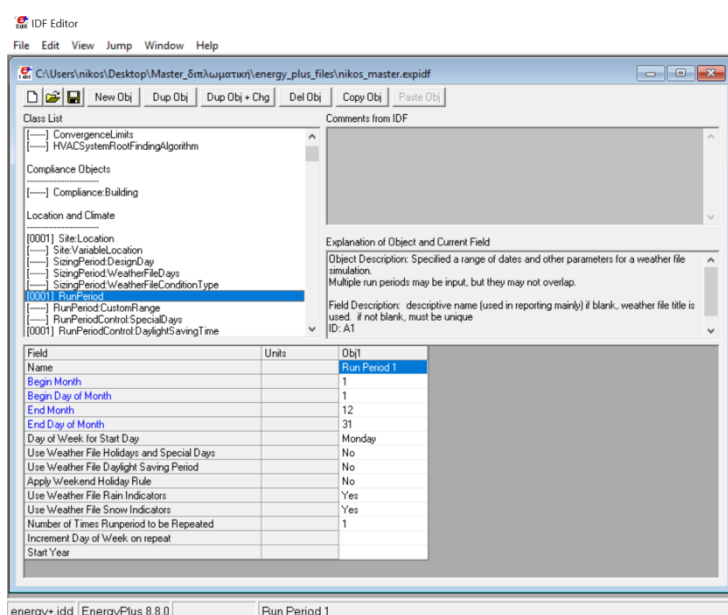 IDF Editor
File Edit View Jump Window Help
C:\Users\nikos\Desktop\Master_διπλωματική\energy_plus_files\nikos_master.expidf
New Obj Dup Obj Dup Obj + Chg Del Obj Copy Obj Paste Obj
Class List
[------] ConvergenceLimits
[------] HVACSystemRootFindingAlgorithm
Compliance Objects
--------------------------
[------] Compliance:Building
Location and Climate
--------------------------
[0001] Site:Location
[------] Site:VariableLocation
[------] SizingPeriod:DesignDay
[------] SizingPeriod:WeatherFileDays
[------] SizingPeriod:WeatherFileConditionType
[0001] RunPeriod
[------] RunPeriod:CustomRange
[------] RunPeriodControl:SpecialDays
[0001] RunPeriodControl:DaylightSavingTime
Comments from IDF
Explanation of Object and Current Field
Object Description: Specified a range of dates and other parameters for a weather file
simulation.
Multiple run periods may be input, but they may not overlap.
Field Description: descriptive name (used in reporting mainly) if blank, weather file title is
used. if not blank, must be unique
ID: A1
Field Units Obj1
Name Run Period 1
Begin Month 1
Begin Day of Month 1
End Month 12
End Day of Month 31
Day of Week for Start Day Monday
Use Weather File Holidays and Special Days No
Use Weather File Daylight Saving Period No
Apply Weekend Holiday Rule No
Use Weather File Rain Indicators Yes
Use Weather File Snow Indicators Yes
Number of Times Runperiod to be Repeated 1
Increment Day of Week on repeat
Start Year
energy+.idd EnergyPlus 8.8.0 Run Period 1